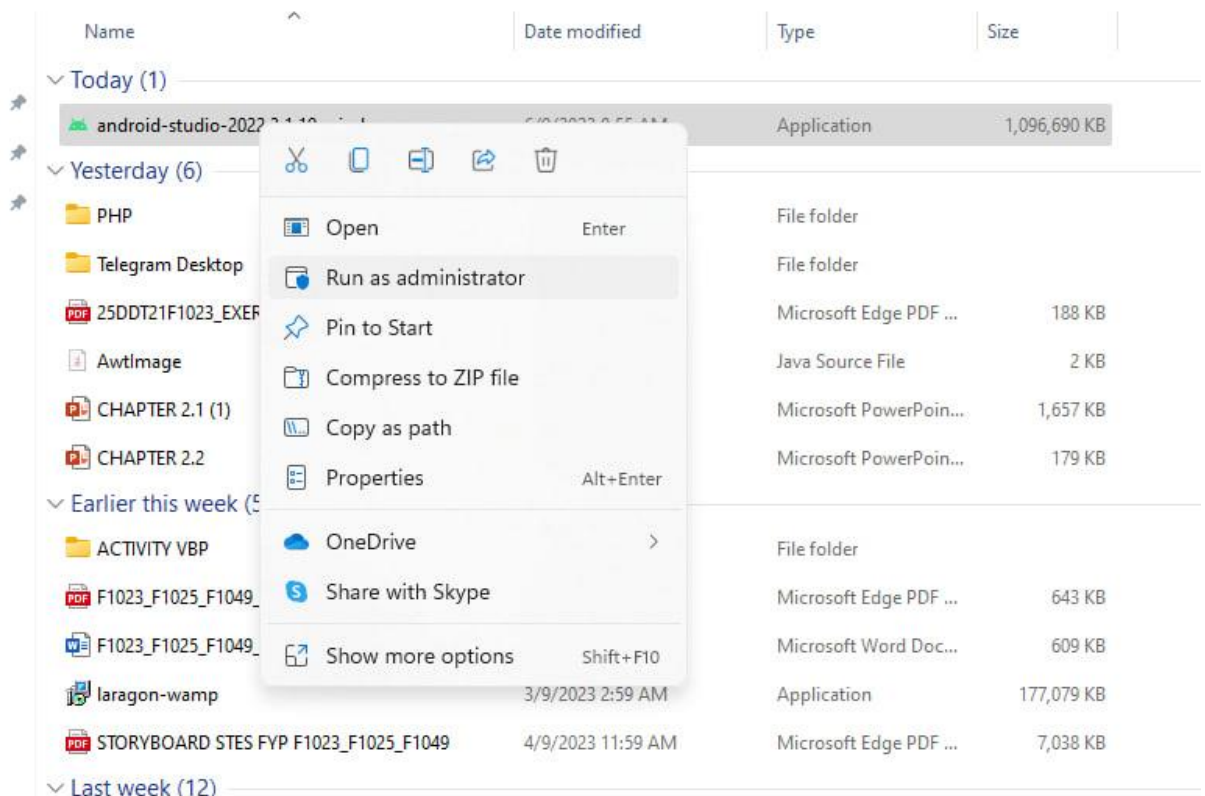 Name Date modified Type Size
Today (1)
android-studio-2022.3.1.19-windows Application 1,096,690 KB
Yesterday (6)
Open Enter
PHP File folder
Run as administrator
Telegram Desktop File folder
25DDT21F1023_EXER Microsoft Edge PDF ... 188 KB
Pin to Start
AwtImage Java Source File 2 KB
Compress to ZIP file
CHAPTER 2.1 (1) Microsoft PowerPoin... 1,657 KB
Copy as path
CHAPTER 2.2 Microsoft PowerPoin... 179 KB
Properties Alt+Enter
Earlier this week (5
OneDrive
ACTIVITY VBP File folder
Share with Skype
F1023_F1025_F1049_ Microsoft Edge PDF ... 643 KB
F1023_F1025_F1049_ Microsoft Word Doc... 609 KB
Show more options Shift+F10
laragon-wamp 3/9/2023 2:59 AM Application 177,079 KB
STORYBOARD STES FYP F1023_F1025_F1049 4/9/2023 11:59 AM Microsoft Edge PDF ... 7,038 KB
Last week (12)